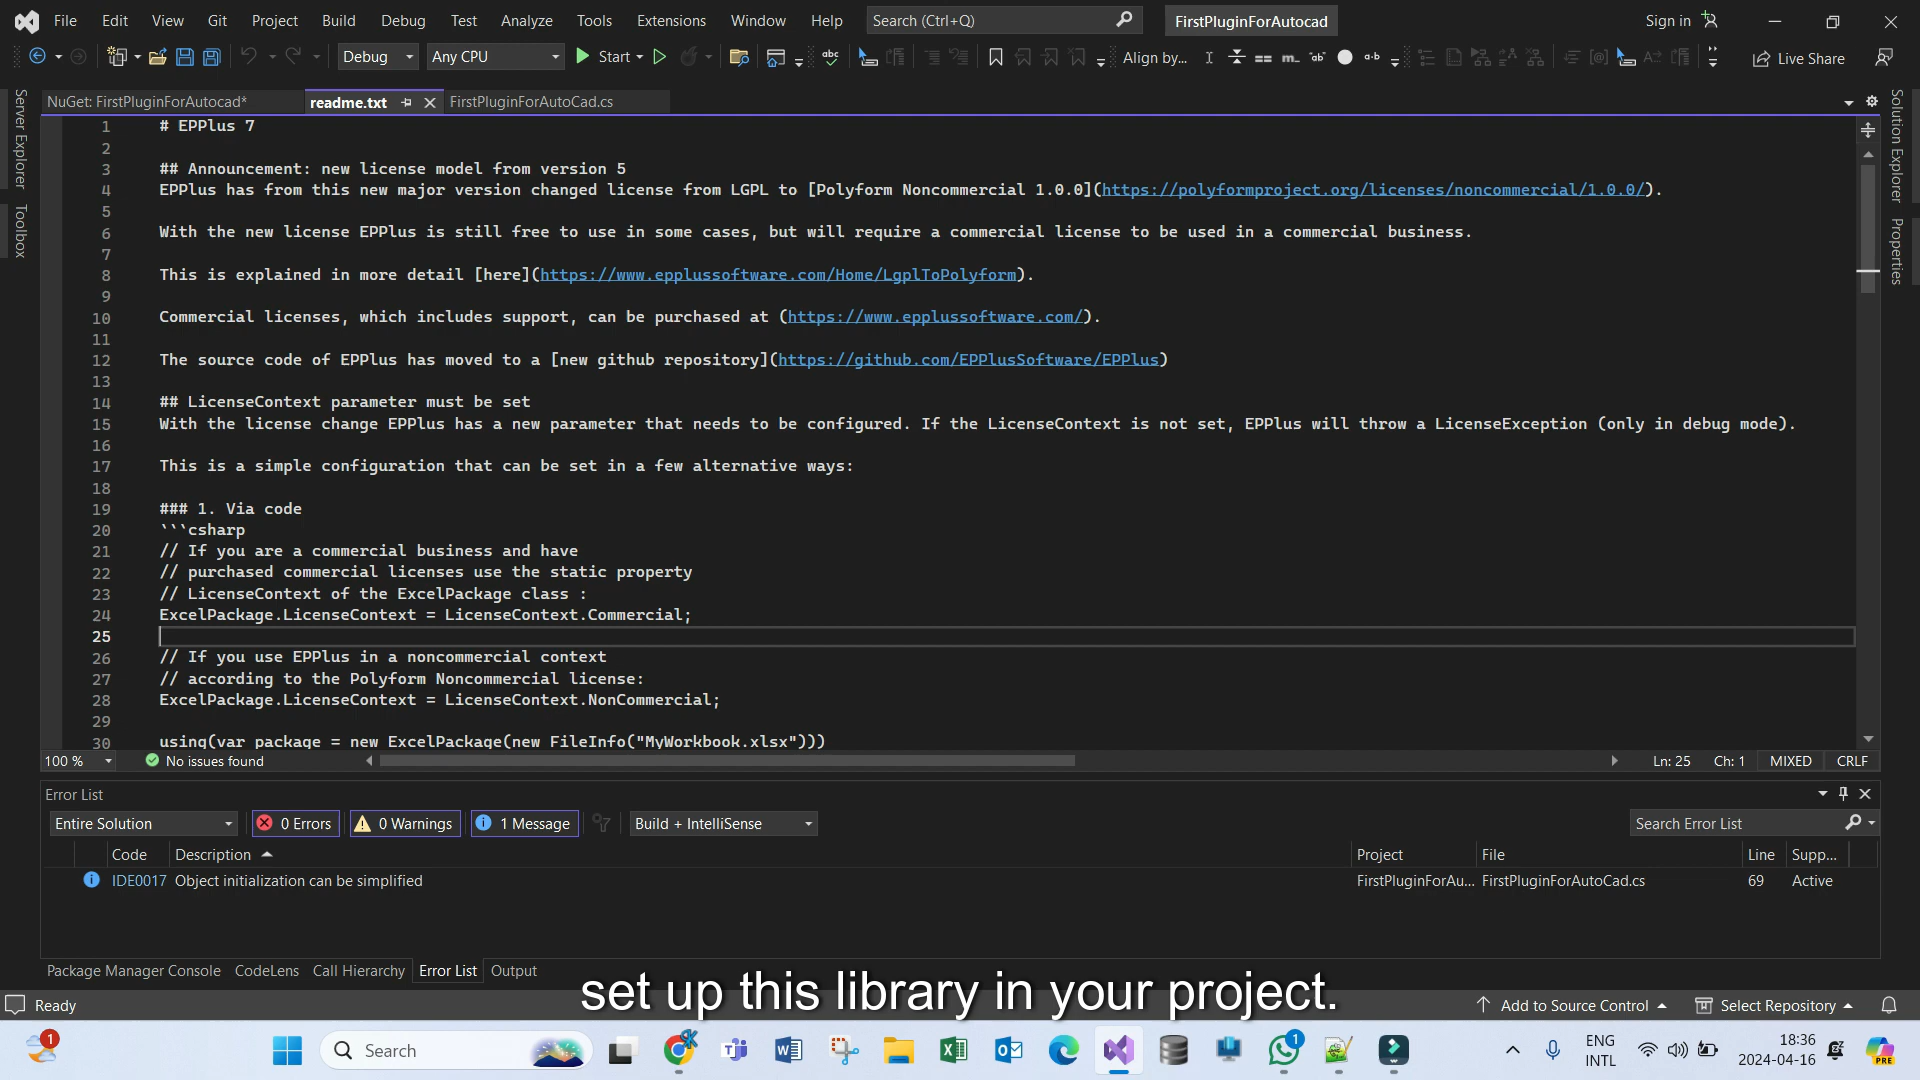 File Edit View Git Project Build Debug Test Analyze Tools Extensions Window Help Search (Ctrl+Q) FirstPluginForAutocad Sign in
Debug Any CPU Start Align by... Live Share
NuGet: FirstPluginForAutocad* readme.txt FirstPluginForAutoCad.cs
Server Explorer
Toolbox
Solution Explorer
Properties
1 # EPPlus 7
2
3 ## Announcement: new license model from version 5
4 EPPlus has from this new major version changed license from LGPL to [Polyform Noncommercial 1.0.0](https://polyformproject.org/licenses/noncommercial/1.0.0/).
5
6 With the new license EPPlus is still free to use in some cases, but will require a commercial license to be used in a commercial business.
7
8 This is explained in more detail [here](https://www.epplussoftware.com/Home/LgplToPolyform).
9
10 Commercial licenses, which includes support, can be purchased at (https://www.epplussoftware.com/).
11
12 The source code of EPPlus has moved to a [new github repository](https://github.com/EPPlusSoftware/EPPlus)
13
14 ## LicenseContext parameter must be set
15 With the license change EPPlus has a new parameter that needs to be configured. If the LicenseContext is not set, EPPlus will throw a LicenseException (only in debug mode).
16
17 This is a simple configuration that can be set in a few alternative ways:
18
19 ### 1. Via code
20 ```csharp
21 // If you are a commercial business and have
22 // purchased commercial licenses use the static property
23 // LicenseContext of the ExcelPackage class :
24 ExcelPackage.LicenseContext = LicenseContext.Commercial;
25
26 // If you use EPPlus in a noncommercial context
27 // according to the Polyform Noncommercial license:
28 ExcelPackage.LicenseContext = LicenseContext.NonCommercial;
29
30 using(var package = new ExcelPackage(new FileInfo("MyWorkbook.xlsx")))
100 % No issues found Ln: 25 Ch: 1 MIXED CRLF
Error List
Entire Solution 0 Errors 0 Warnings 1 Message Build + IntelliSense Search Error List
Code Description Project File Line Supp...
IDE0017 Object initialization can be simplified FirstPluginForAu... FirstPluginForAutoCad.cs 69 Active
Package Manager Console CodeLens Call Hierarchy Error List Output
set up this library in your project.
Ready Add to Source Control Select Repository
1 Search 1 ENG 18:36
INTL 2024-04-16 PRE